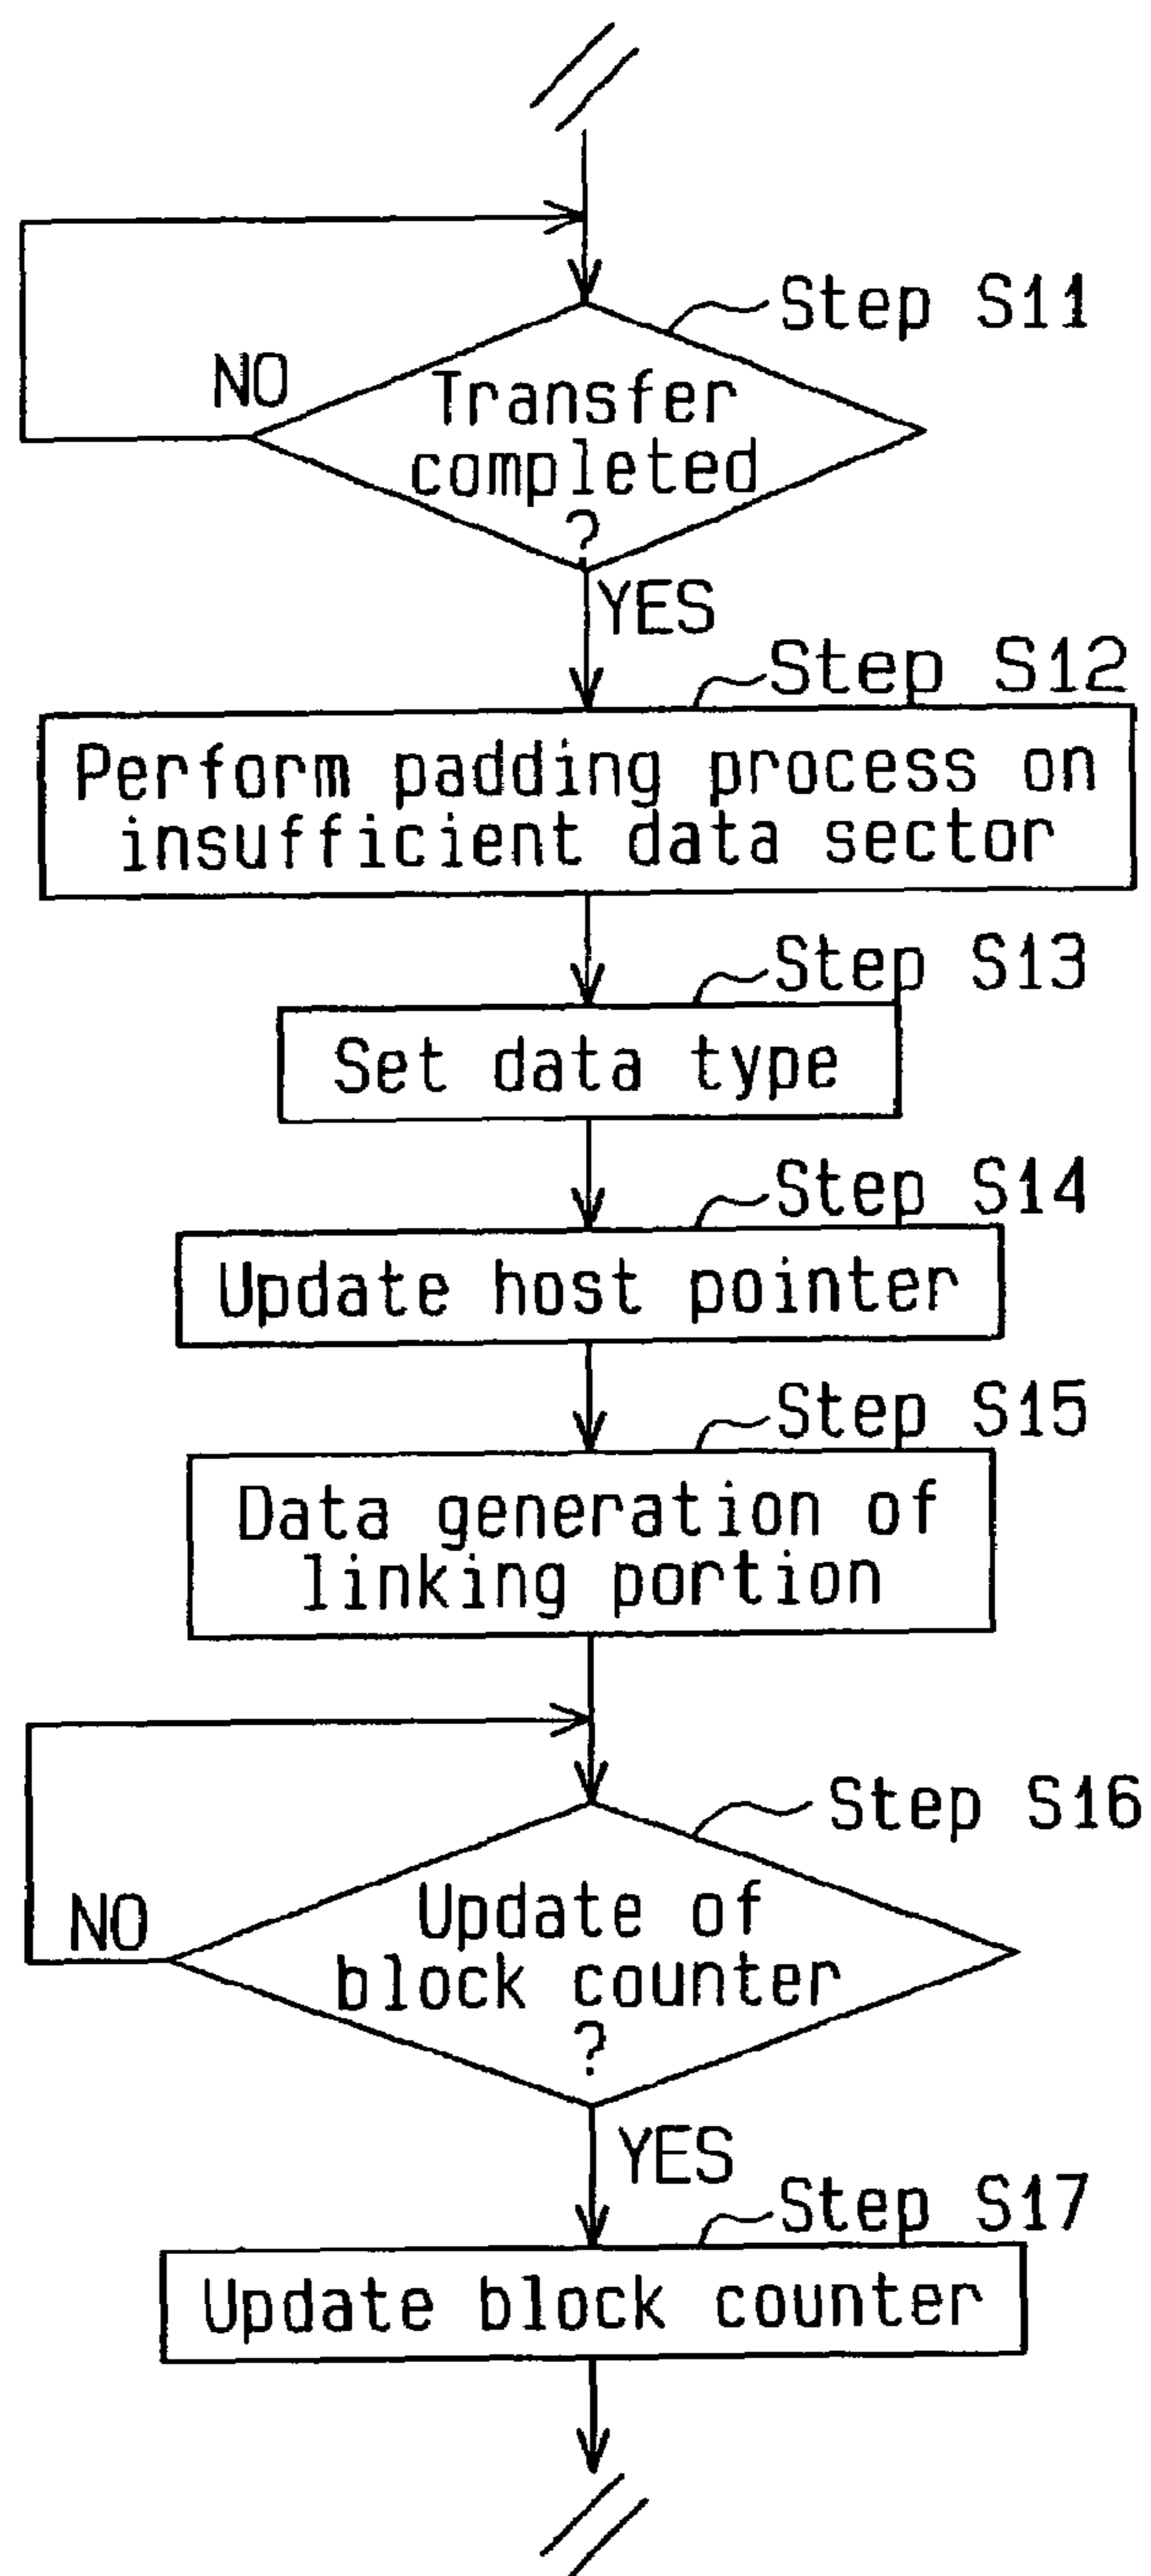 Step S11
NO
Transfer
completed
?
YES
Step S12
Perform padding process on
insufficient data sector
Step S13
Set data type
Step S14
Update host pointer
Step S15
Data generation of
linking portion
Step S16
NO
Update of
block counter
?
YES
Step S17
Update block counter